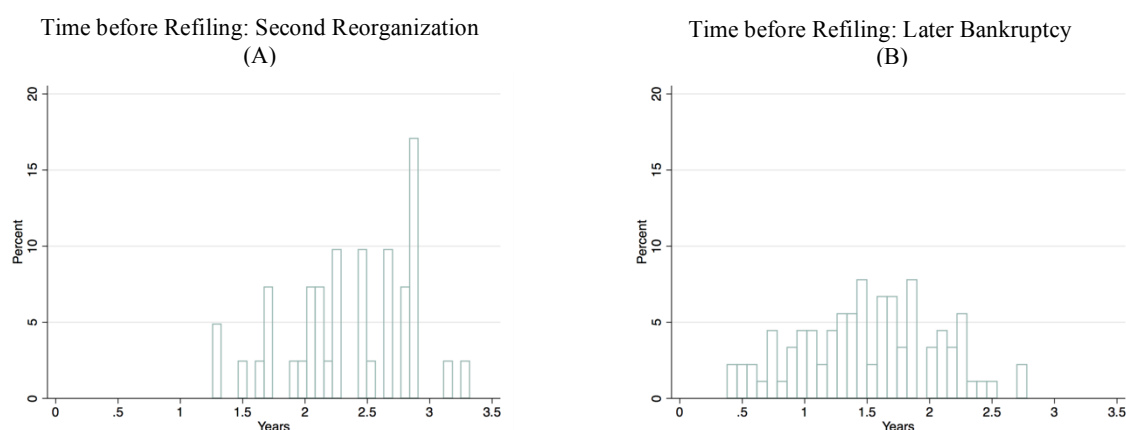 Time before Refiling: Second Reorganization
(A)
20
15
10
5
0
Percent
0 .5 1 1.5 2 2.5 3 3.5
Years
Time before Refiling: Later Bankruptcy
(B)
20
15
10
5
0
Percent
0 .5 1 1.5 2 2.5 3 3.5
Years